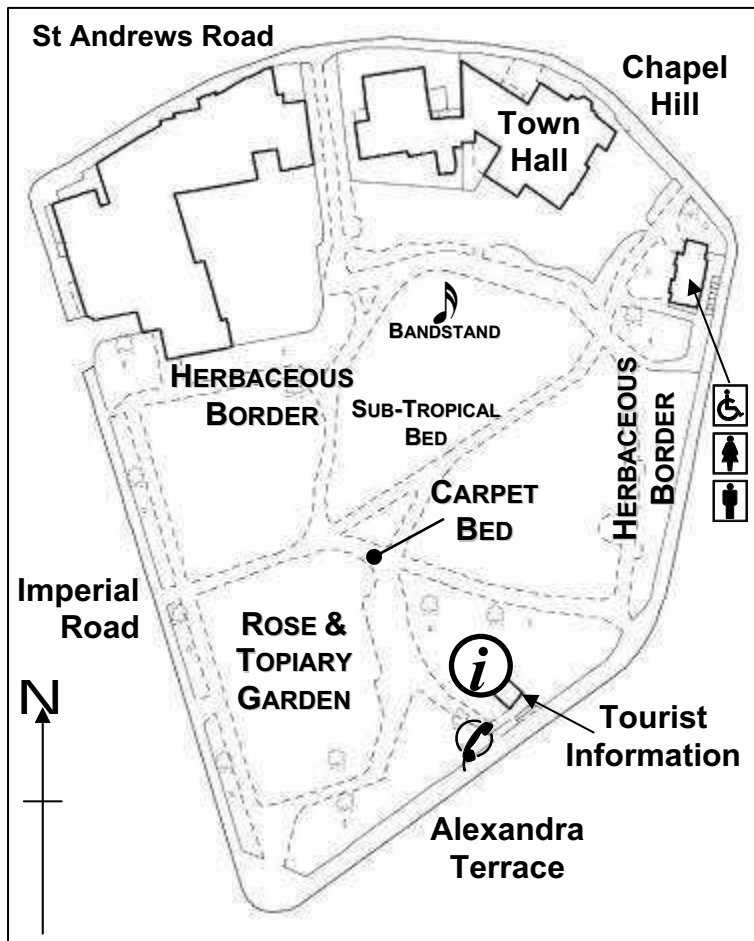 St Andrews Road
Chapel
Hill
Town
Hall
BANDSTAND
HERBACEOUS
BORDER
SUB-TROPICAL
BED
HERBACEOUS
BORDER
CARPET
BED
Imperial
Road
ROSE &
TOPIARY
GARDEN
i
N
Tourist
Information
Alexandra
Terrace